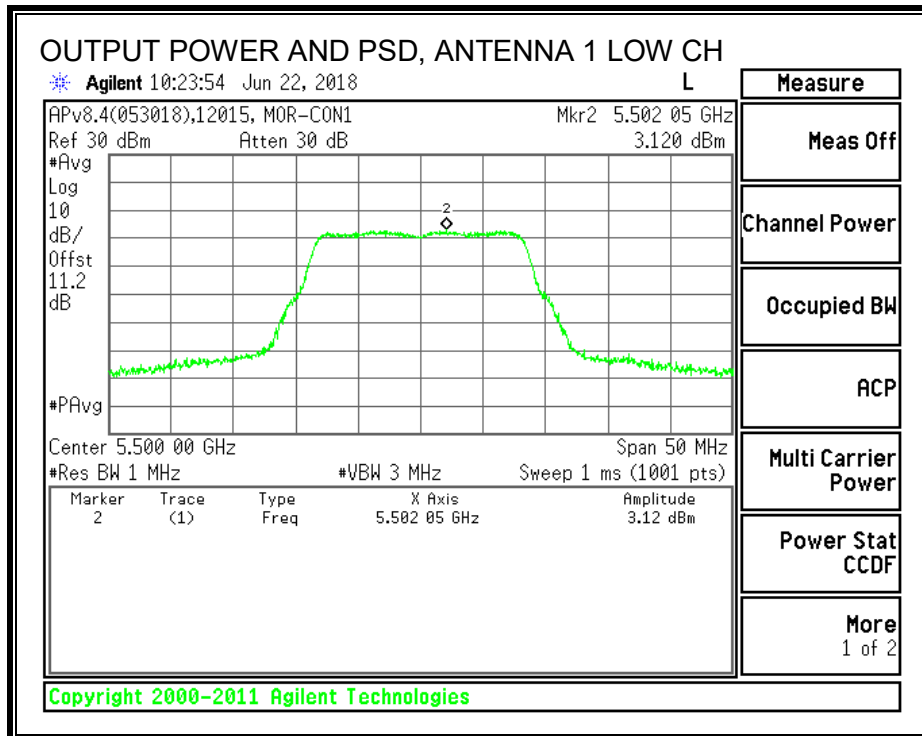 OUTPUT POWER AND PSD, ANTENNA 1 LOW CH
Agilent 10:23:54 Jun 22, 2018 L
APv8.4(053018),12015, MOR-CON1 Mkr2 5.502 05 GHz
Ref 30 dBm Atten 30 dB 3.120 dBm
#Avg
Log
10
dB/
Offst
11.2
dB
2
#PAvg
Center 5.500 00 GHz Span 50 MHz
#Res BW 1 MHz #VBW 3 MHz Sweep 1 ms (1001 pts)
Marker Trace Type X Axis Amplitude
2 (1) Freq 5.502 05 GHz 3.12 dBm
Measure
Meas Off
Channel Power
Occupied BW
ACP
Multi Carrier
Power
Power Stat
CCDF
More
1 of 2
Copyright 2000-2011 Agilent Technologies